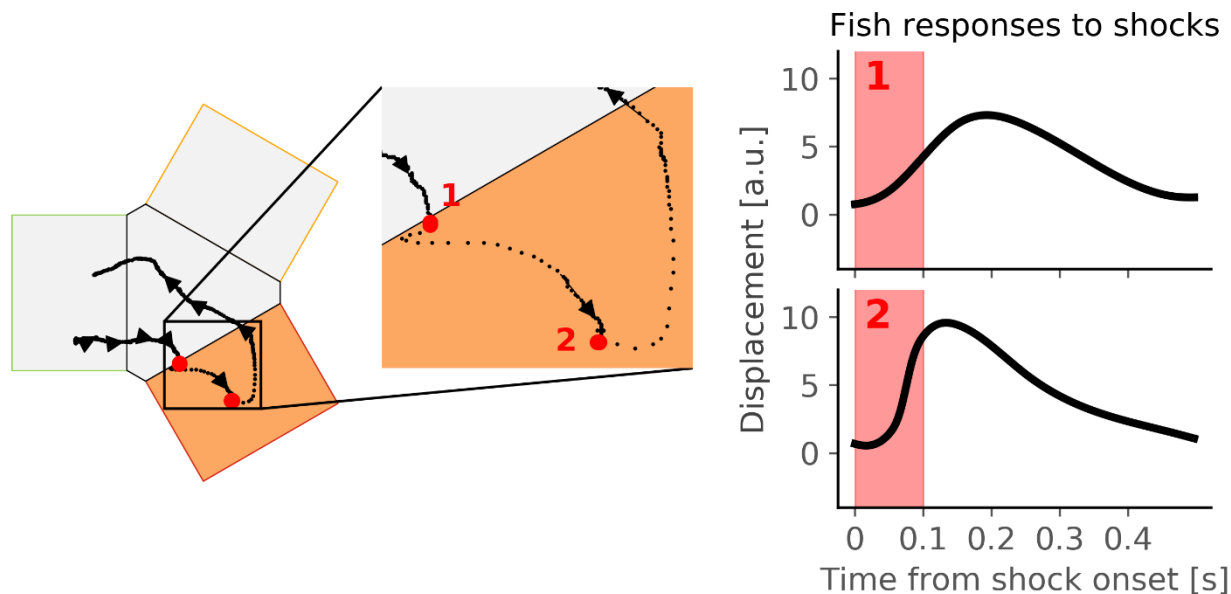 Fish responses to shocks
1
2
Displacement [a.u.]
10
5
0
1
10
5
0
2
0 0.1 0.2 0.3 0.4
Time from shock onset [s]